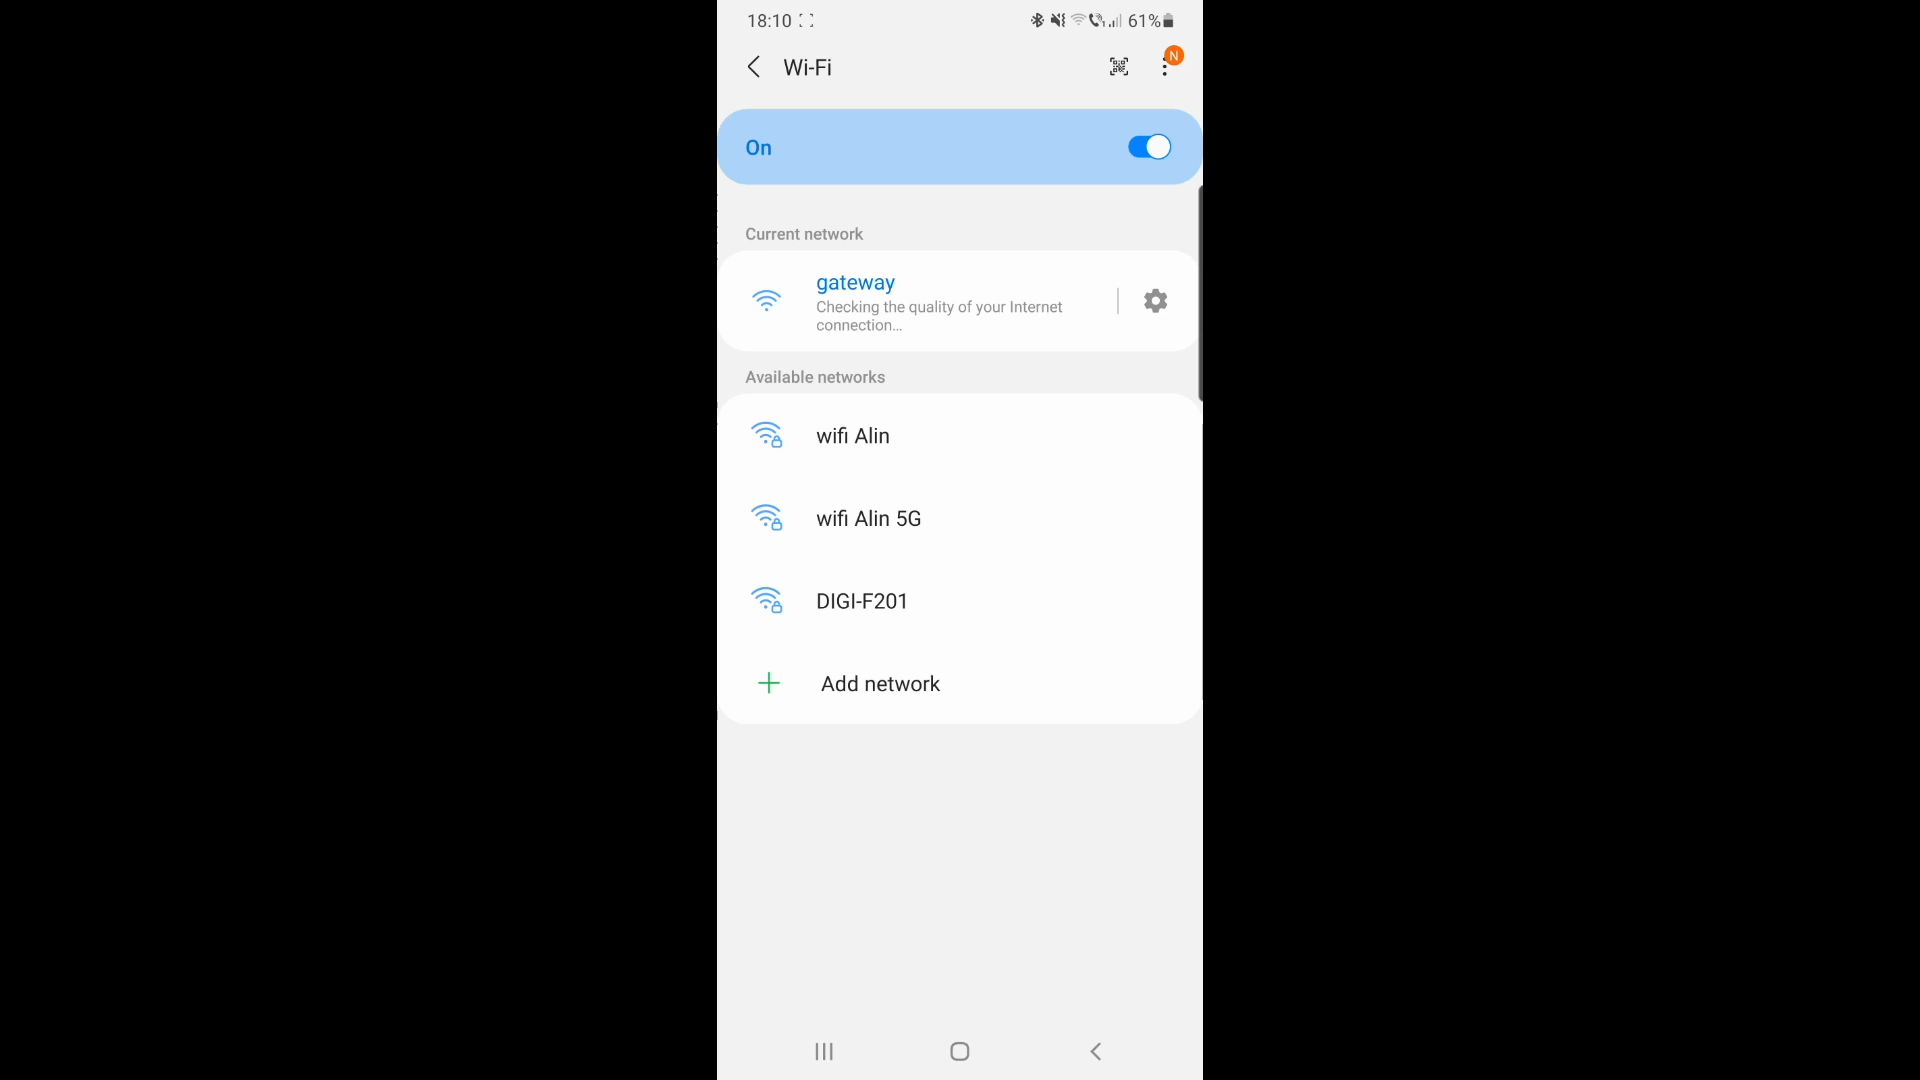 18:10 61%
Wi-Fi
N
On
Current network
gateway
Checking the quality of your Internet
connection...
Available networks
wifi Alin
wifi Alin 5G
DIGI-F201
Add network